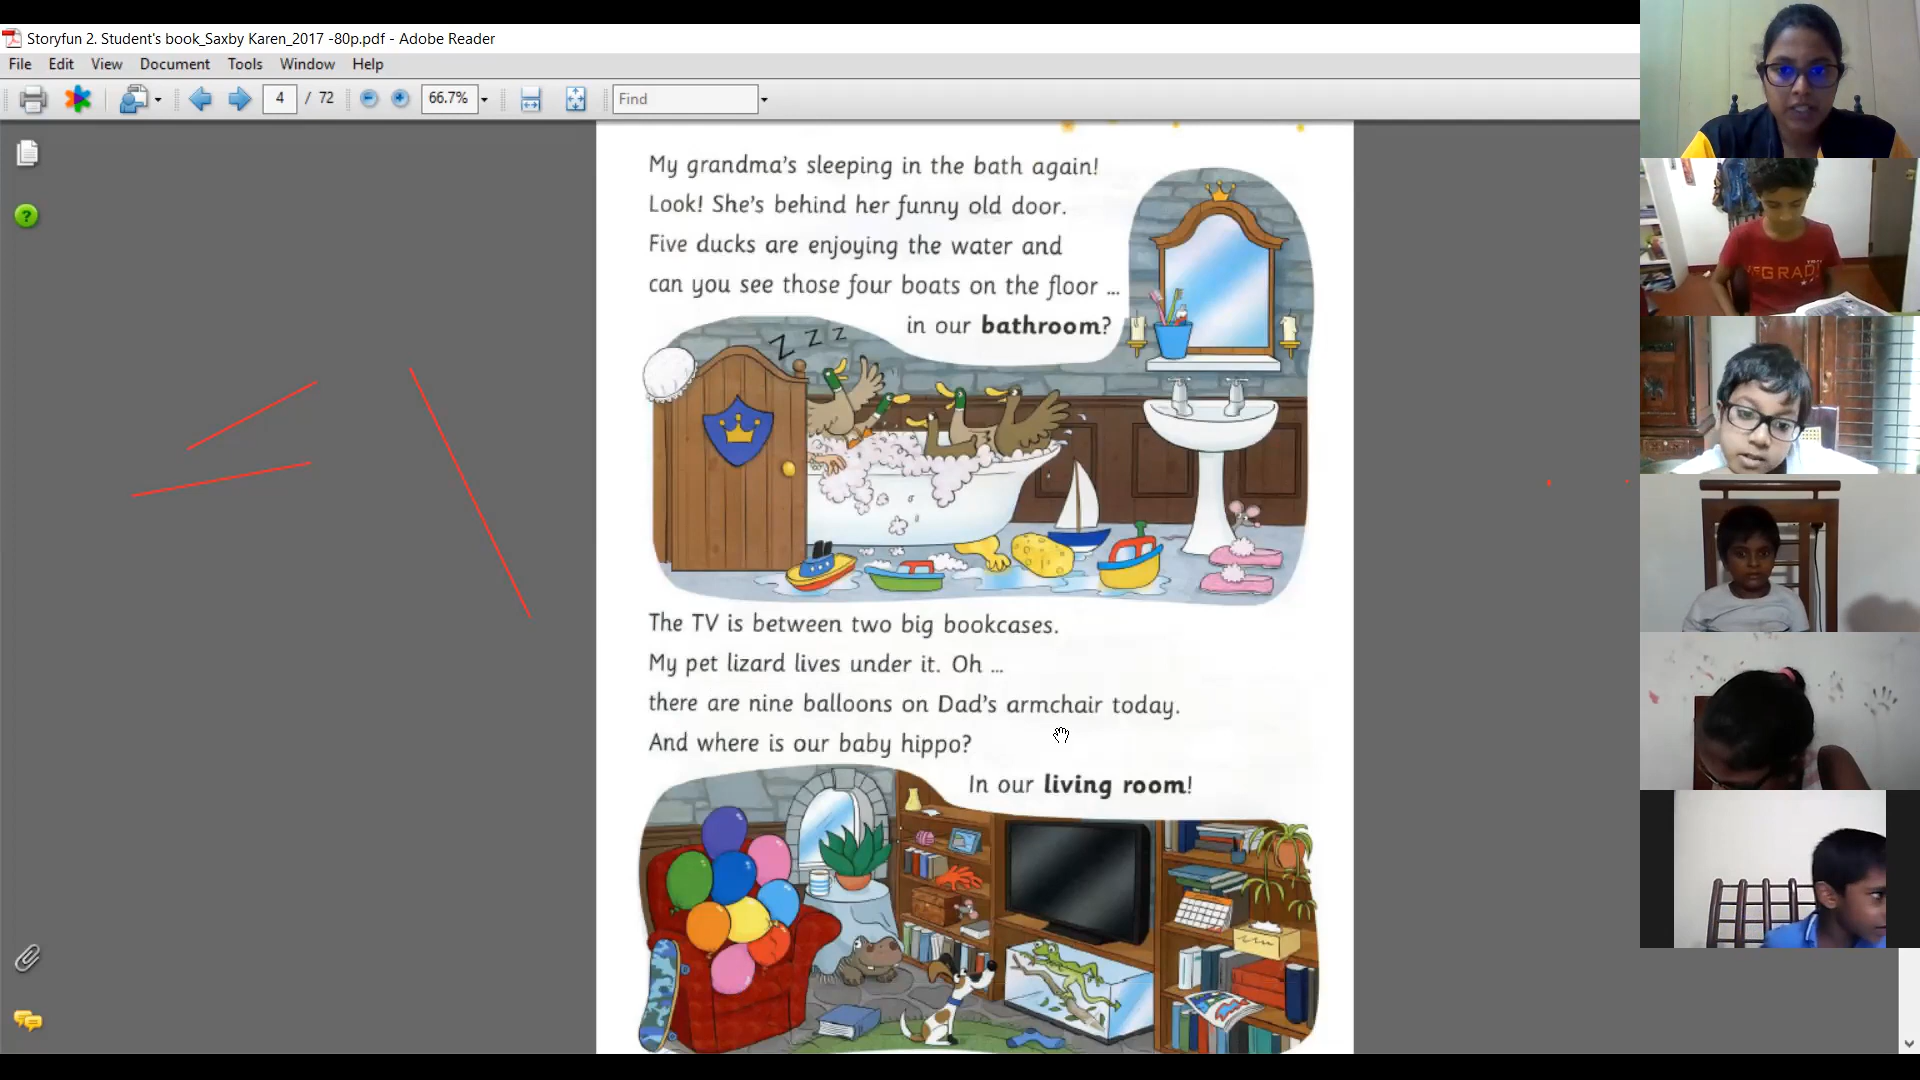 Storyfun 2. Student's book_Saxby Karen_2017 -80p.pdf - Adobe Reader
File Edit View Document Tools Window Help
4 / 72 66.7% Find
My grandma's sleeping in the bath again!
Look! She's behind her funny old door.
Five ducks are enjoying the water and
can you see those four boats on the floor ...
in our bathroom?
Z Z Z
The TV is between two big bookcases.
My pet lizard lives under it. Oh ...
there are nine balloons on Dad's armchair today.
And where is our baby hippo?
In our living room!